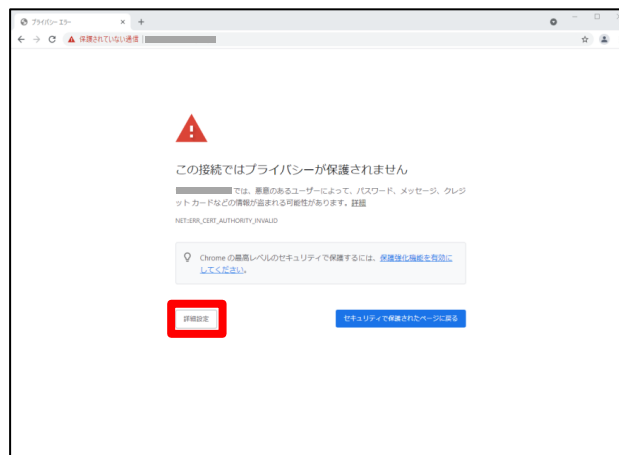 プライバシー エラー
保護されていない通信
この接続ではプライバシーが保護されません
では、悪意のあるユーザーによって、パスワード、メッセージ、クレジ
ット カードなどの情報が盗まれる可能性があります。詳細
NET::ERR_CERT_AUTHORITY_INVALID
Chrome の最高レベルのセキュリティで保護するには、保護強化機能を有効に
してください。
詳細設定
セキュリティで保護されたページに戻る